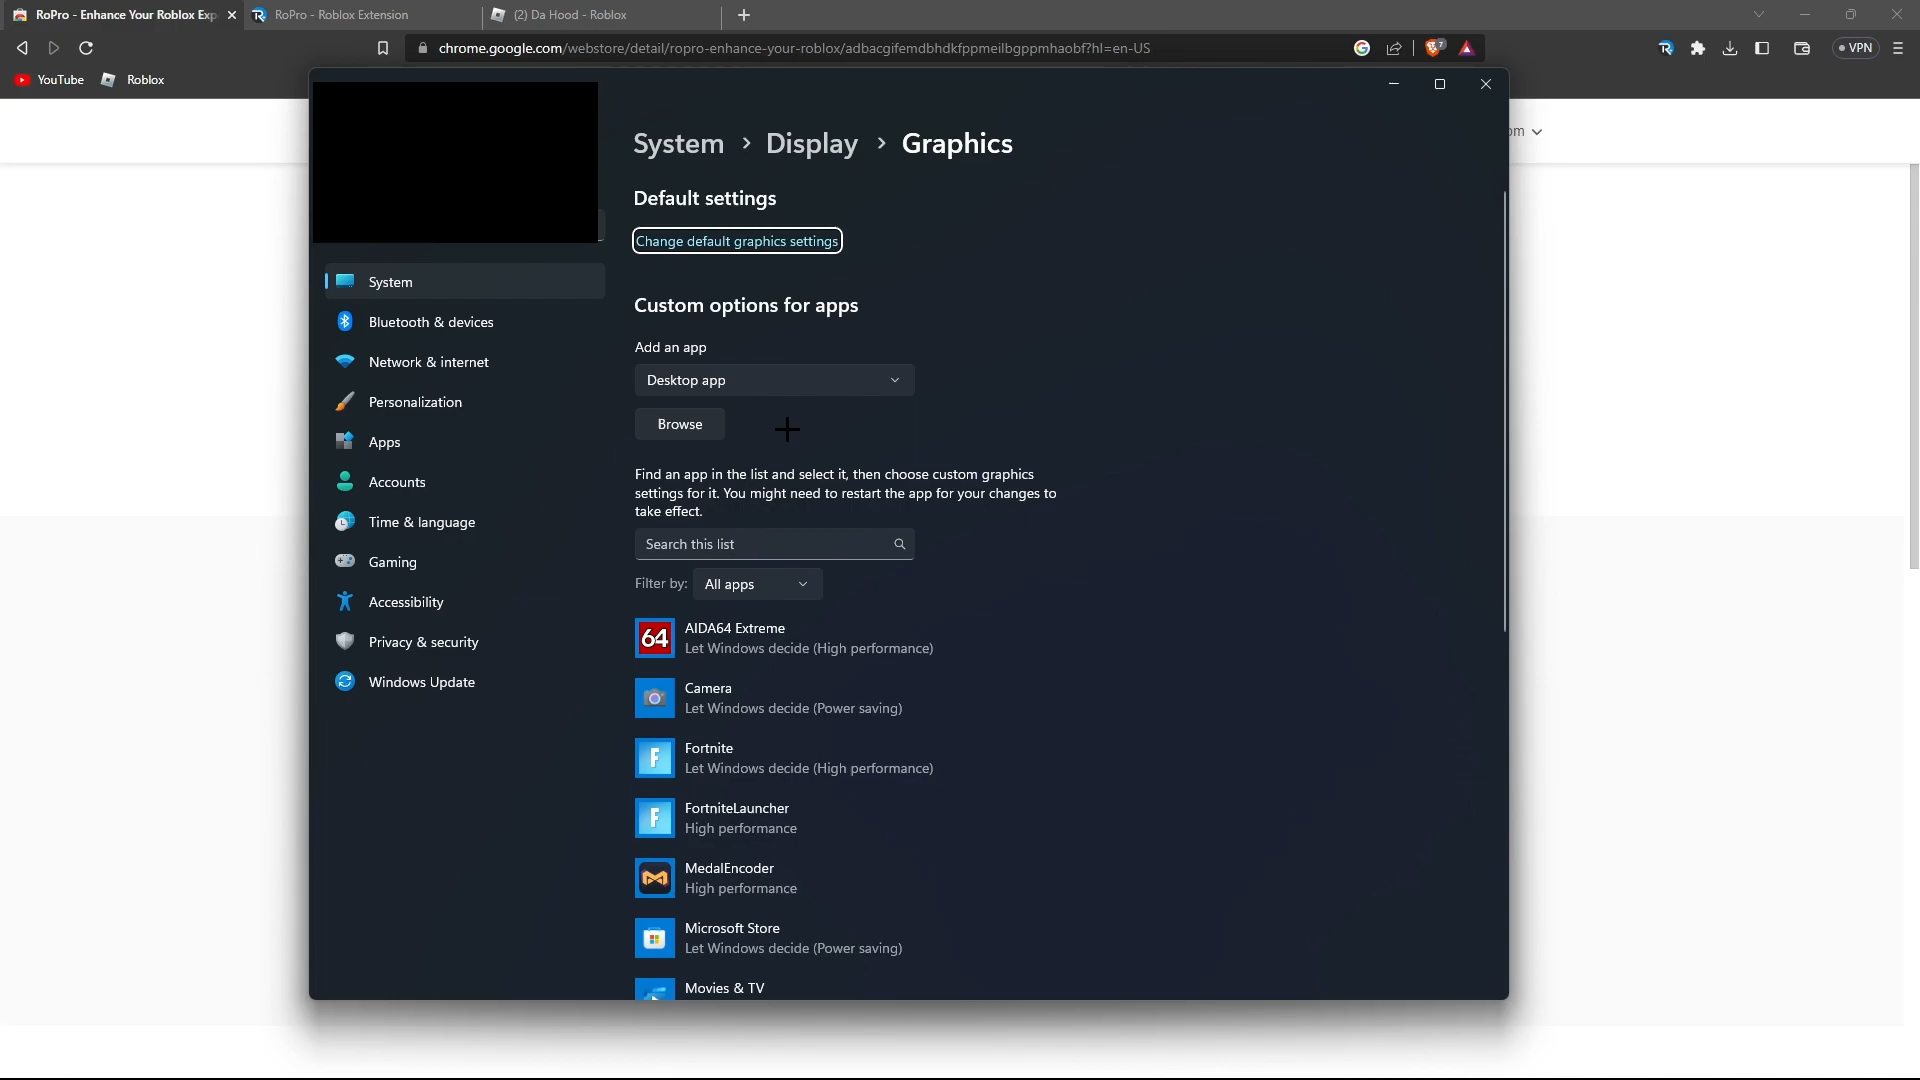 RoPro - Enhance Your Roblox Exp
RoPro - Roblox Extension
(2) Da Hood - Roblox
chrome.google.com/webstore/detail/ropro-enhance-your-roblox/adbacgifemdbhdkfppmeilbgppmhaobf?hl=en-US
7
VPN
YouTube
Roblox
om
System > Display > Graphics
Default settings
Change default graphics settings
Custom options for apps
Add an app
Desktop app
Browse
Find an app in the list and select it, then choose custom graphics
settings for it. You might need to restart the app for your changes to
take effect.
Search this list
Filter by: All apps
64
AIDA64 Extreme
Let Windows decide (High performance)
Camera
Let Windows decide (Power saving)
F
Fortnite
Let Windows decide (High performance)
F
FortniteLauncher
High performance
MedalEncoder
High performance
Microsoft Store
Let Windows decide (Power saving)
Movies & TV
System
Bluetooth & devices
Network & internet
Personalization
Apps
Accounts
Time & language
Gaming
Accessibility
Privacy & security
Windows Update